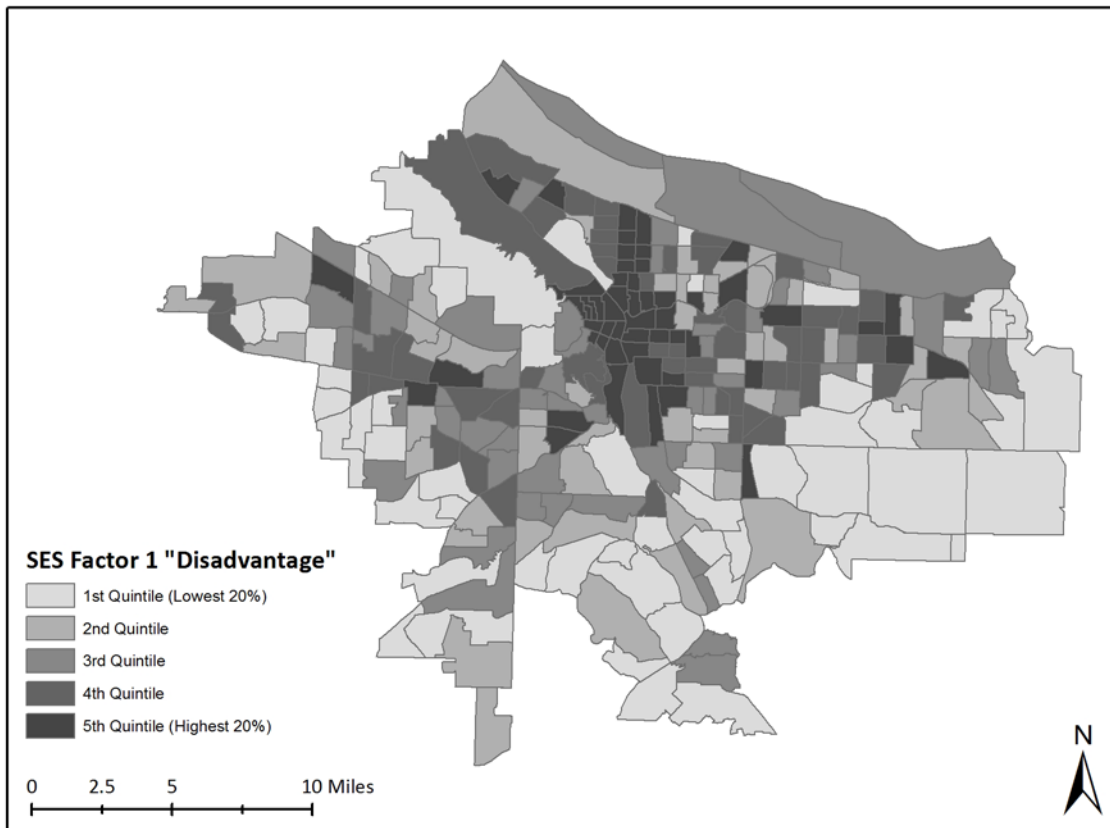 SES Factor 1 "Disadvantage"
1st Quintile (Lowest 20%)
2nd Quintile
3rd Quintile
4th Quintile
5th Quintile (Highest 20%)
0 2.5 5 10 Miles
N